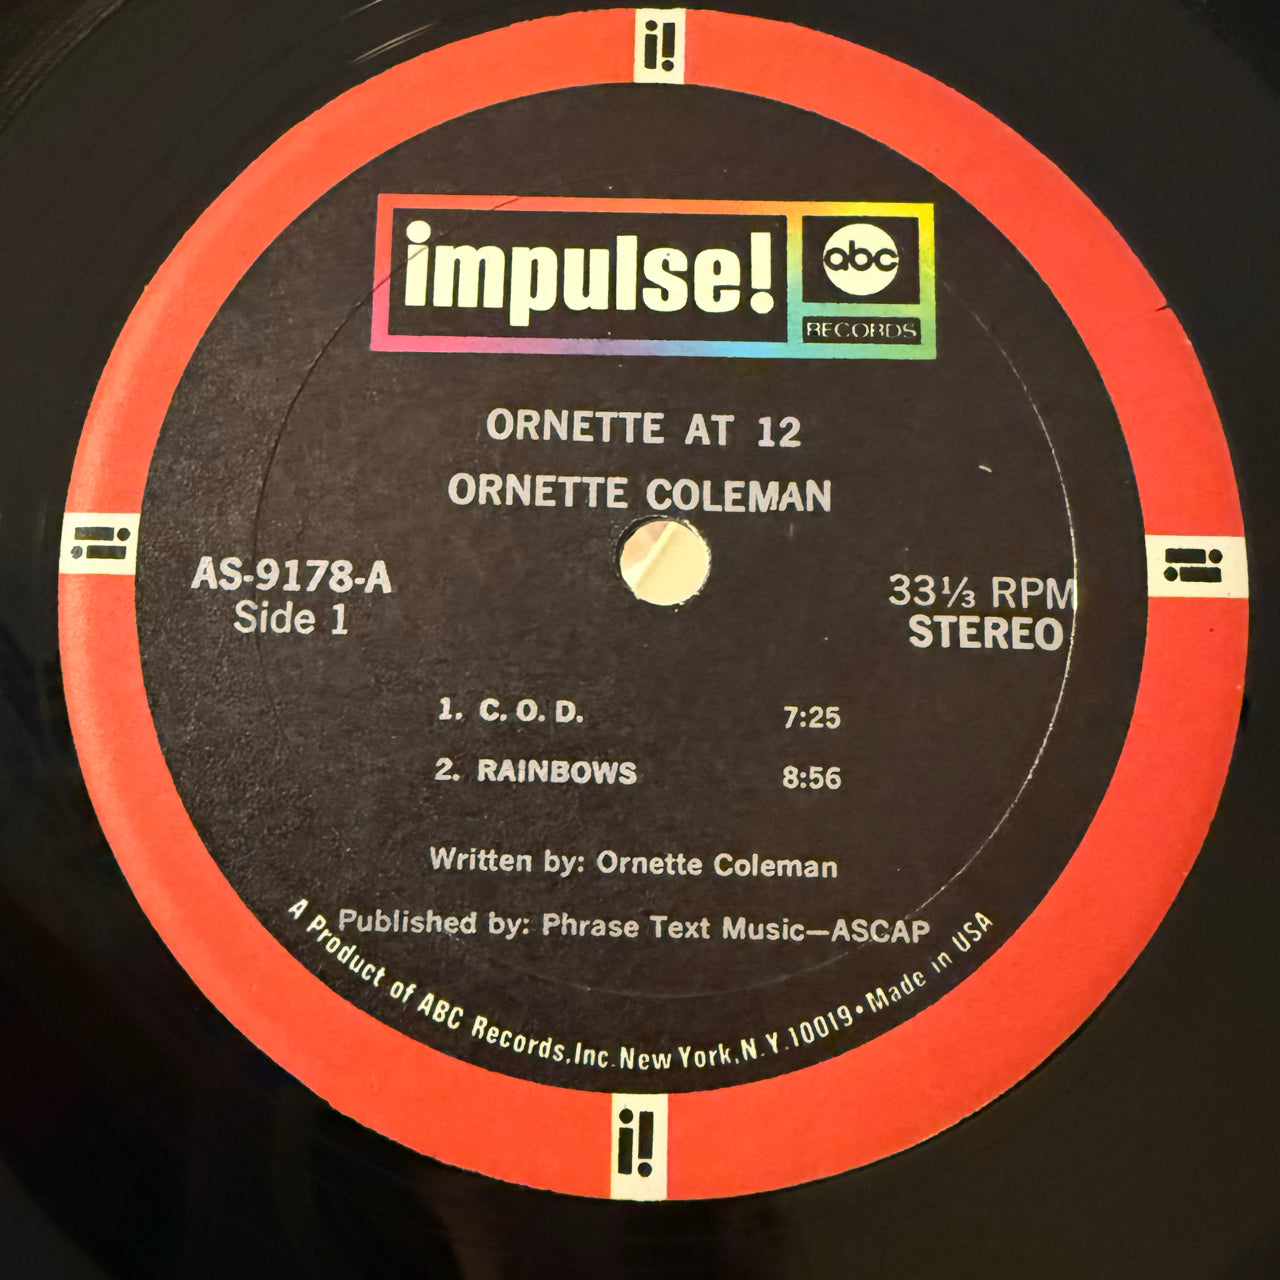 i!
impulse!
abc
RECORDS
ORNETTE AT 12
ORNETTE COLEMAN
i!
AS-9178-A
Side 1
33⅓ RPM
STEREO
i!
1. C. O. D. 7:25
2. RAINBOWS 8:56
Written by: Ornette Coleman
Published by: Phrase Text Music—ASCAP
A Product of ABC Records, Inc. New York, N.Y. 10019 • Made in USA
i!